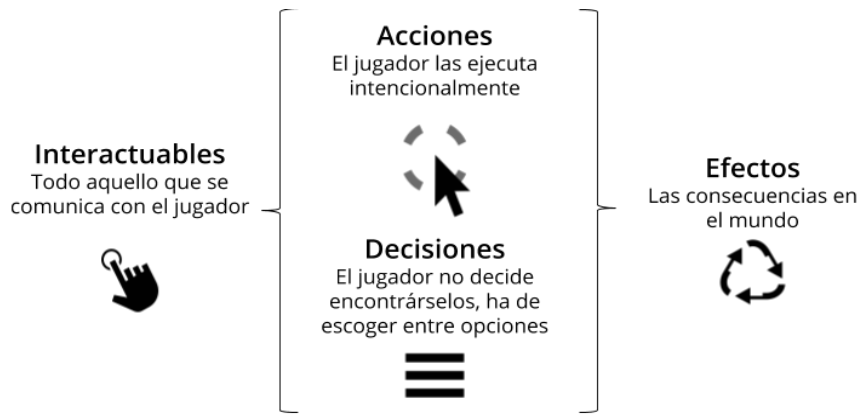 Interactuables
Todo aquello que se
comunica con el jugador
Acciones
El jugador las ejecuta
intencionalmente
Decisiones
El jugador no decide
encontrárselos, ha de
escoger entre opciones
Efectos
Las consecuencias en
el mundo